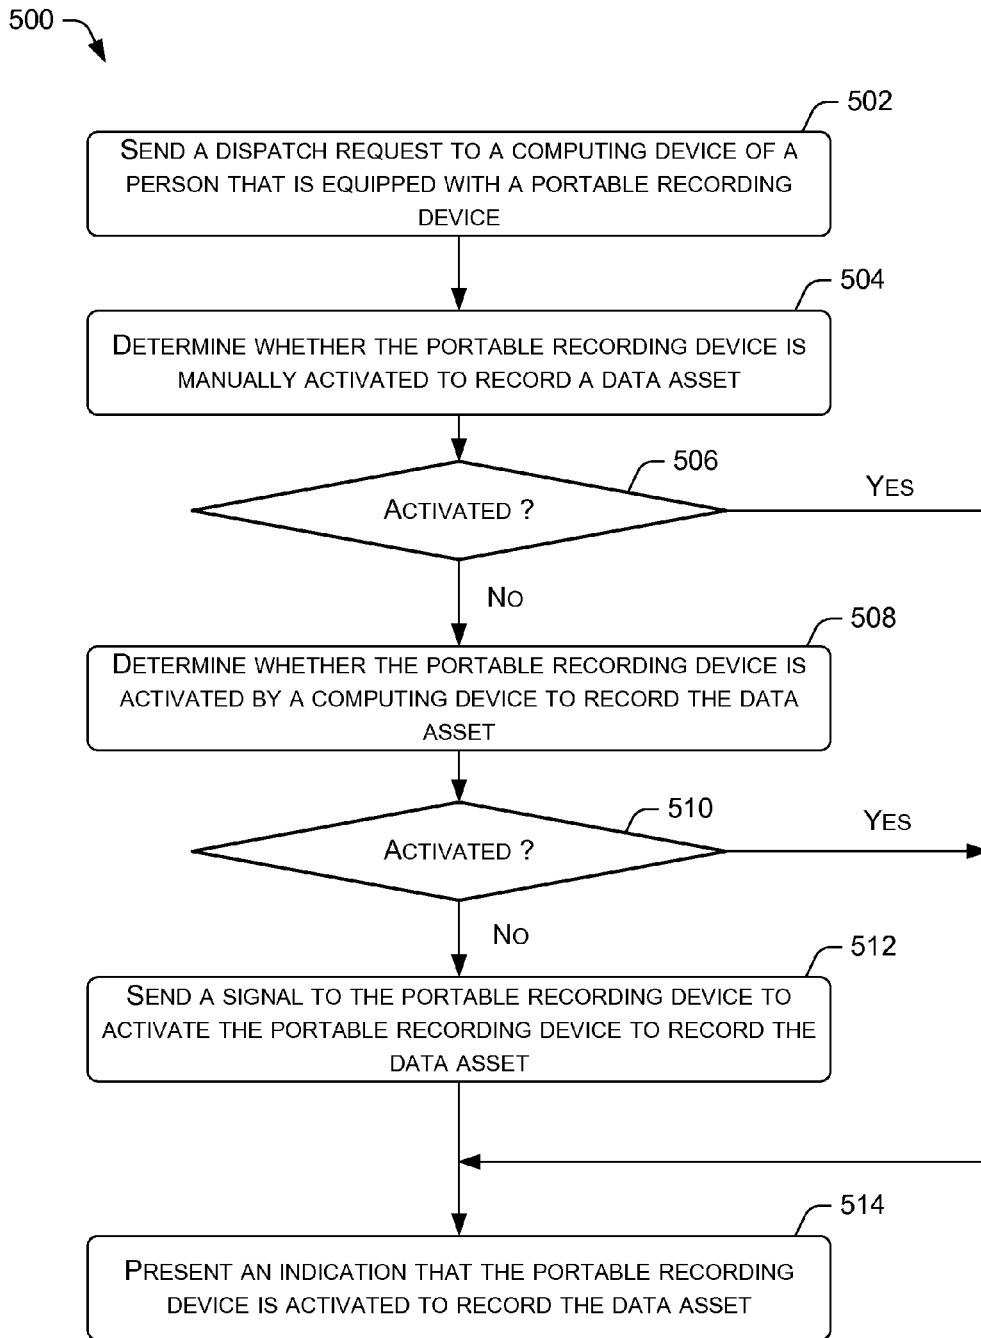 500
502
SEND A DISPATCH REQUEST TO A COMPUTING DEVICE OF A
PERSON THAT IS EQUIPPED WITH A PORTABLE RECORDING
DEVICE
504
DETERMINE WHETHER THE PORTABLE RECORDING DEVICE IS
MANUALLY ACTIVATED TO RECORD A DATA ASSET
506
ACTIVATED ?
YES
NO
508
DETERMINE WHETHER THE PORTABLE RECORDING DEVICE IS
ACTIVATED BY A COMPUTING DEVICE TO RECORD THE DATA
ASSET
510
ACTIVATED ?
YES
NO
512
SEND A SIGNAL TO THE PORTABLE RECORDING DEVICE TO
ACTIVATE THE PORTABLE RECORDING DEVICE TO RECORD THE
DATA ASSET
514
PRESENT AN INDICATION THAT THE PORTABLE RECORDING
DEVICE IS ACTIVATED TO RECORD THE DATA ASSET